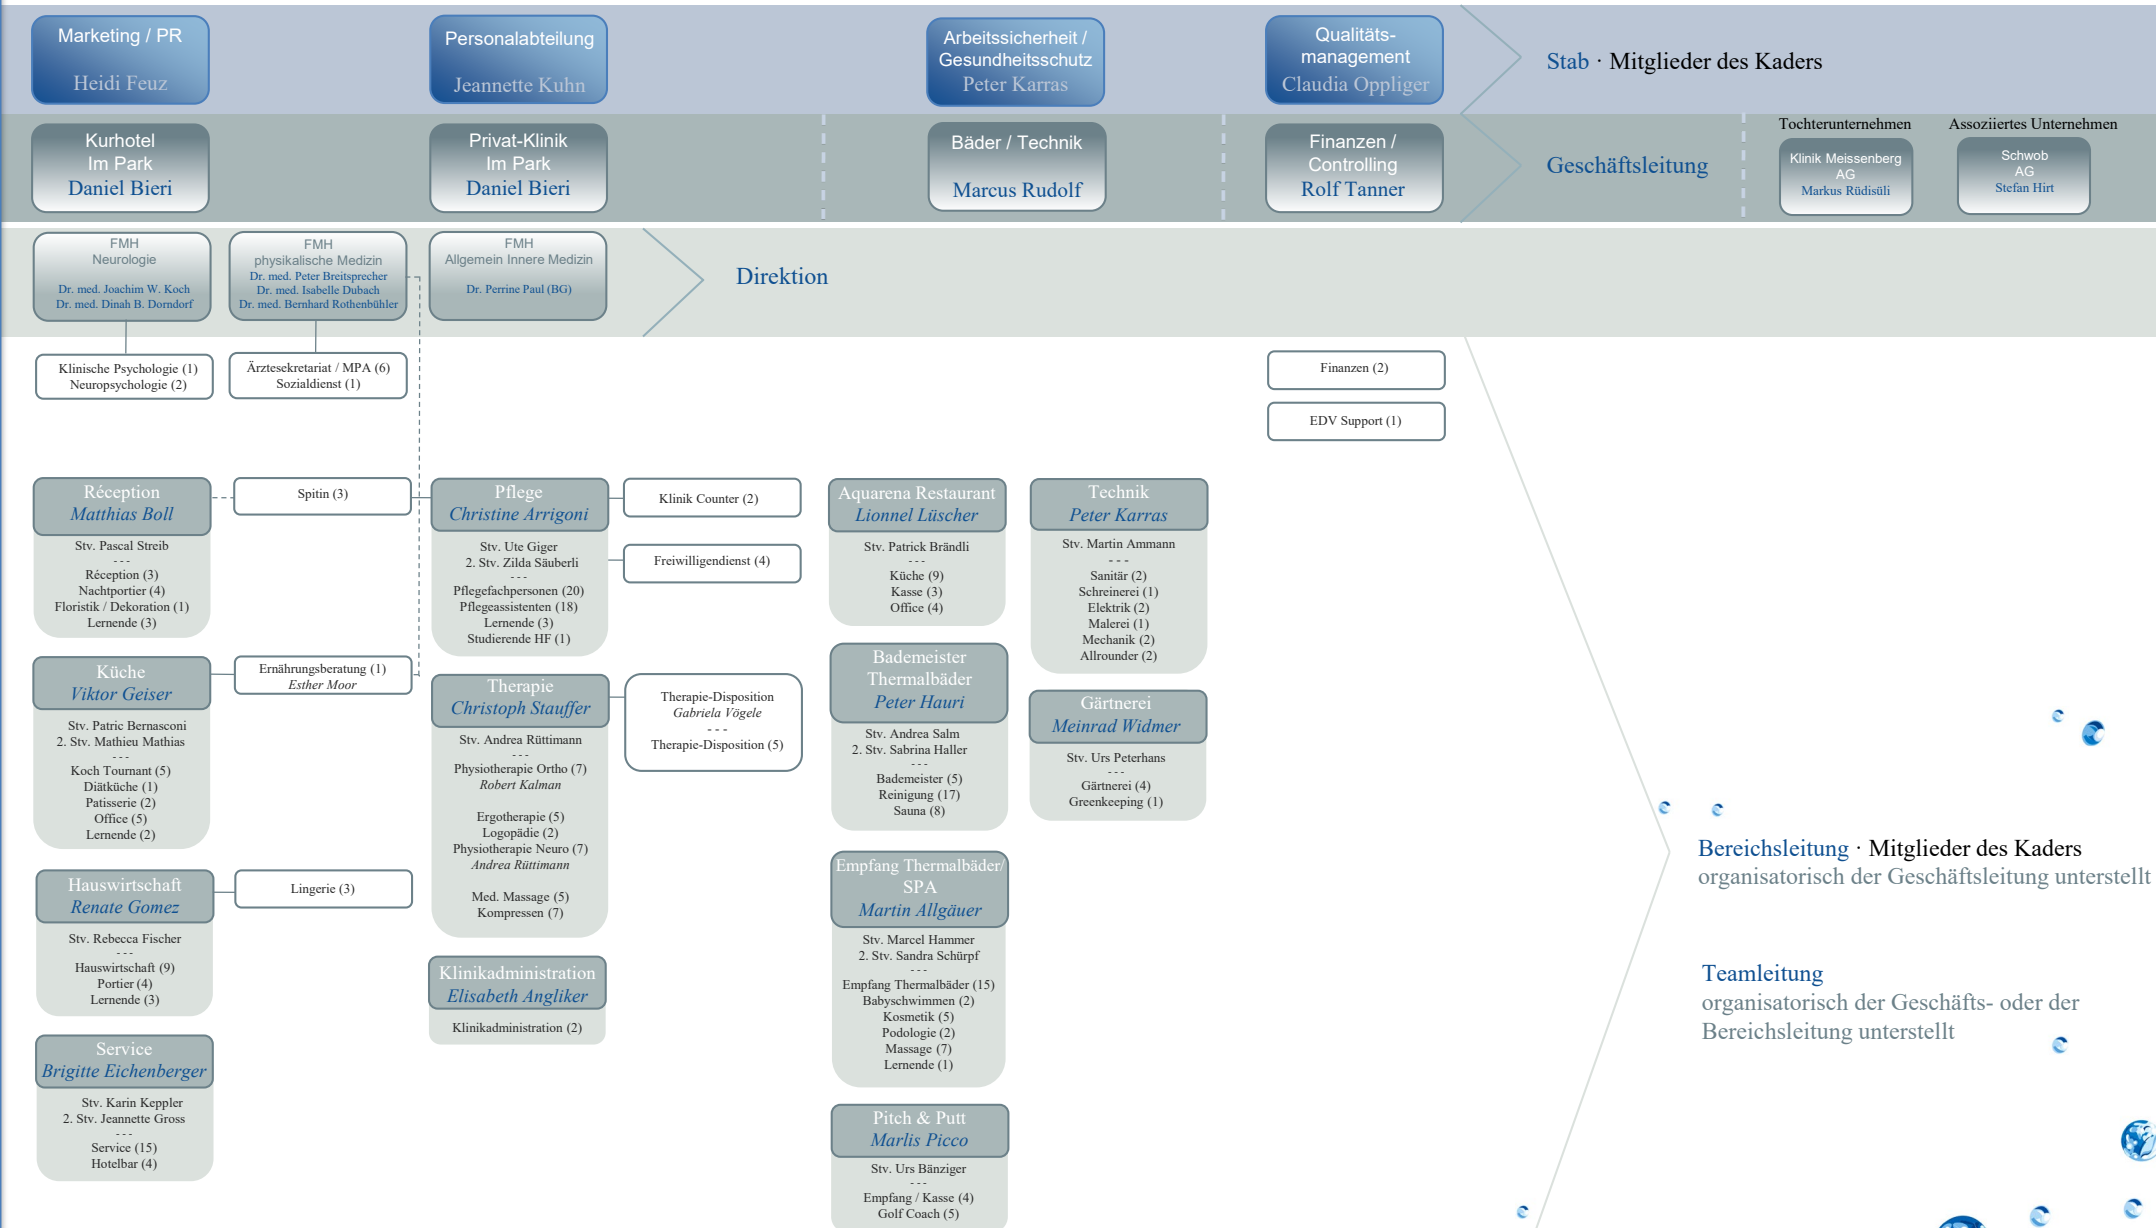 Marketing / PR
Heidi Feuz
Personalabteilung
Jeannette Kuhn
Arbeitssicherheit /
Gesundheitsschutz
Peter Karras
Qualitäts-
management
Claudia Oppliger
Stab · Mitglieder des Kaders
Kurhotel
Im Park
Daniel Bieri
Privat-Klinik
Im Park
Daniel Bieri
Bäder / Technik
Marcus Rudolf
Finanzen /
Controlling
Rolf Tanner
Geschäftsleitung
Tochterunternehmen
Klinik Meissenberg
AG
Markus Rüdisüli
Assoziiertes Unternehmen
Schwob
AG
Stefan Hirt
FMH
Neurologie
Dr. med. Joachim W. Koch
Dr. med. Dinah B. Dorndorf
FMH
physikalische Medizin
Dr. med. Peter Breitsprecher
Dr. med. Isabelle Dubach
Dr. med. Bernhard Rothenbühler
FMH
Allgemein Innere Medizin
Dr. Perrine Paul (BG)
Direktion
Klinische Psychologie (1)
Neuropsychologie (2)
Ärztesekretariat / MPA (6)
Sozialdienst (1)
Finanzen (2)
EDV Support (1)
Réception
Matthias Boll
Stv. Pascal Streib
- - -
Réception (3)
Nachtportier (4)
Floristik / Dekoration (1)
Lernende (3)
Spitin (3)
Küche
Viktor Geiser
Stv. Patric Bernasconi
2. Stv. Mathieu Mathias
- - -
Koch Tournant (5)
Diätküche (1)
Patisserie (2)
Office (5)
Lernende (2)
Ernährungsberatung (1)
Esther Moor
Hauswirtschaft
Renate Gomez
Stv. Rebecca Fischer
- - -
Hauswirtschaft (9)
Portier (4)
Lernende (3)
Lingerie (3)
Service
Brigitte Eichenberger
Stv. Karin Keppler
2. Stv. Jeannette Gross
- - -
Service (15)
Hotelbar (4)
Pflege
Christine Arrigoni
Stv. Ute Giger
2. Stv. Zilda Säuberli
- - -
Pflegefachpersonen (20)
Pflegeassistenten (18)
Lernende (3)
Studierende HF (1)
Klinik Counter (2)
Freiwilligendienst (4)
Therapie
Christoph Stauffer
Stv. Andrea Rüttimann
- - -
Physiotherapie Ortho (7)
Robert Kalman
Ergotherapie (5)
Logopädie (2)
Physiotherapie Neuro (7)
Andrea Rüttimann
Med. Massage (5)
Kompressen (7)
Therapie-Disposition
Gabriela Vögele
- - -
Therapie-Disposition (5)
Klinikadministration
Elisabeth Angliker
Klinikadministration (2)
Aquarena Restaurant
Lionnel Lüscher
Stv. Patrick Brändli
- - -
Küche (9)
Kasse (3)
Office (4)
Bademeister
Thermalbäder
Peter Hauri
Stv. Andrea Salm
2. Stv. Sabrina Haller
- - -
Bademeister (5)
Reinigung (17)
Sauna (8)
Empfang Thermalbäder/
SPA
Martin Allgäuer
Stv. Marcel Hammer
2. Stv. Sandra Schürpf
- - -
Empfang Thermalbäder (15)
Babyschwimmen (2)
Kosmetik (5)
Podologie (2)
Massage (7)
Lernende (1)
Pitch & Putt
Marlis Picco
Stv. Urs Bänziger
- - -
Empfang / Kasse (4)
Golf Coach (5)
Technik
Peter Karras
Stv. Martin Ammann
- - -
Sanitär (2)
Schreinerei (1)
Elektrik (2)
Malerei (1)
Mechanik (2)
Allrounder (2)
Gärtnerei
Meinrad Widmer
Stv. Urs Peterhans
- - -
Gärtnerei (4)
Greenkeeping (1)
Bereichsleitung · Mitglieder des Kaders
organisatorisch der Geschäftsleitung unterstellt
Teamleitung
organisatorisch der Geschäfts- oder der
Bereichsleitung unterstellt